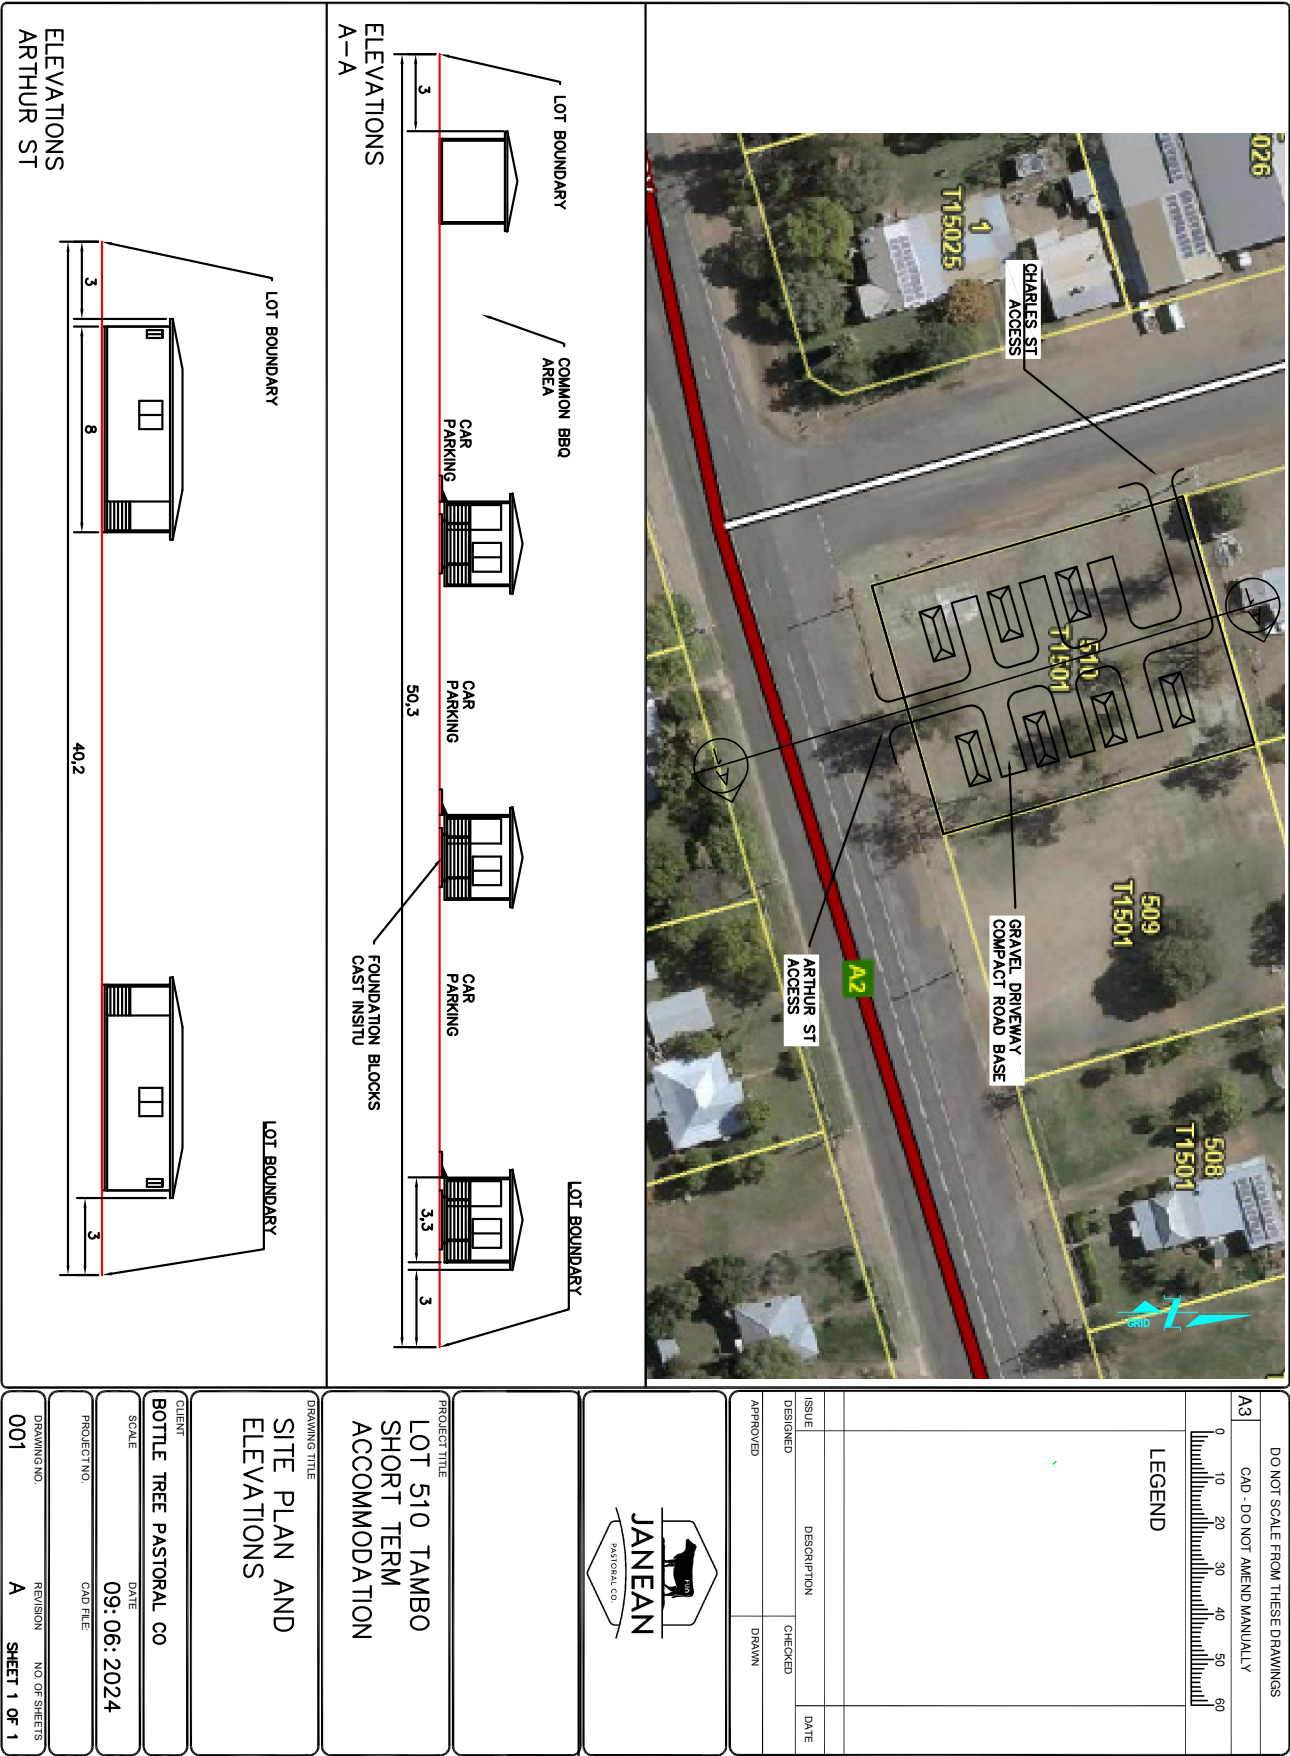 026
1
T15025
CHARLES ST
ACCESS
510
T1501
509
T1501
508
T1501
A
A
GRAVEL DRIVEWAY
COMPACT ROAD BASE
ARTHUR ST
ACCESS
A2
GRID
N
ELEVATIONS
A-A
LOT BOUNDARY
COMMON BBQ
AREA
CAR
PARKING
CAR
PARKING
CAR
PARKING
FOUNDATION BLOCKS
CAST INSITU
LOT BOUNDARY
3
50,3
3,3
3
ELEVATIONS
ARTHUR ST
LOT BOUNDARY
LOT BOUNDARY
3
8
40,2
3
DO NOT SCALE FROM THESE DRAWINGS
A3
CAD - DO NOT AMEND MANUALLY
0 10 20 30 40 50 60
LEGEND
ISSUE
DESCRIPTION
DATE
DESIGNED
CHECKED
APPROVED
DRAWN
FUN
JANEAN
PASTORAL CO.
PROJECT TITLE
LOT 510 TAMBO
SHORT TERM
ACCOMMODATION
DRAWING TITLE
SITE PLAN AND
ELEVATIONS
CLIENT
BOTTLE TREE PASTORAL CO
SCALE
DATE
09:06:2024
PROJECT NO.
CAD FILE:
DRAWING NO.
REVISION
NO. OF SHEETS
001
A
SHEET 1 OF 1